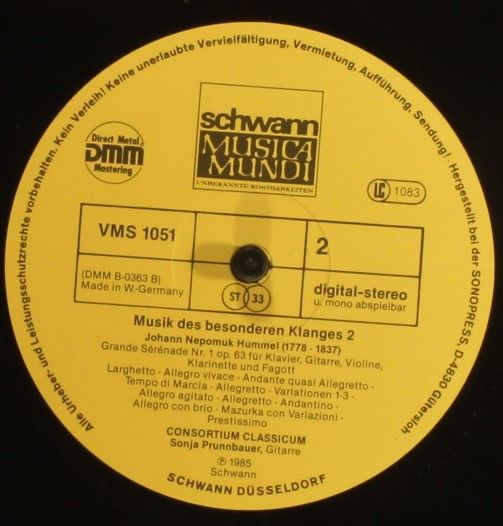 Alle Urheber- und Leistungsschutzrechte vorbehalten. Kein Verleih! Keine unerlaubte Vervielfältigung, Vermietung, Aufführung, Sendung! Hergestellt bei der SONOPRESS, D-4830 Gütersloh
schwann
MUSICA
MUNDI
UNBEKANNTE KOSTBARKEITEN
Direct Metal
DMM
Mastering
LC 1083
VMS 1051
2
(DMM B-0363 B)
Made in W.-Germany
ST 33
digital-stereo
u. mono abspielbar
Musik des besonderen Klanges 2
Johann Nepomuk Hummel (1778 - 1837)
Grande Sérénade Nr. 1 op. 63 für Klavier, Gitarre, Violine,
Klarinette und Fagott
Larghetto - Allegro vivace - Andante quasi Allegretto -
Tempo di Marcia - Allegretto - Variationen 1-3 -
Allegro agitato - Allegretto - Andantino -
Allegro con brio - Mazurka con Variazioni -
Prestissimo
CONSORTIUM CLASSICUM
Sonja Prunnbauer, Gitarre
℗ 1985
Schwann
SCHWANN DÜSSELDORF